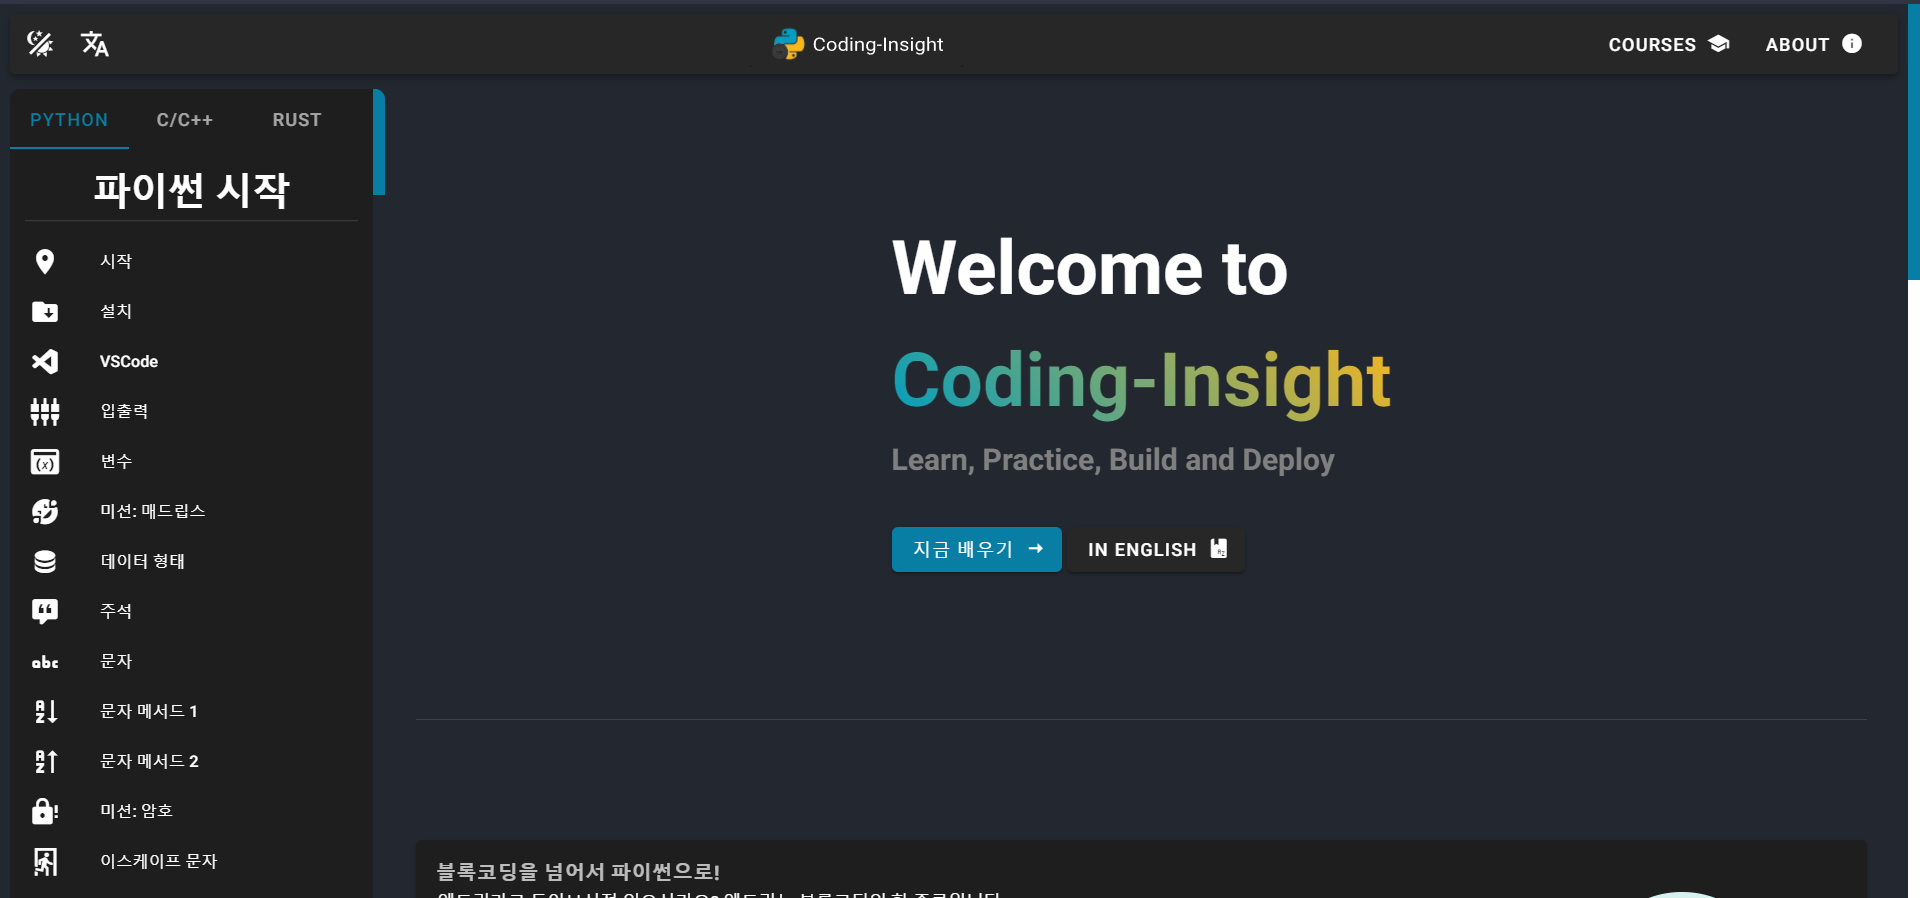 Coding-Insight
COURSES
ABOUT
PYTHON
C/C++
RUST
파이썬 시작
시작
설치
VSCode
입출력
변수
미션: 매드립스
데이터 형태
주석
문자
문자 메서드 1
문자 메서드 2
미션: 암호
이스케이프 문자
Welcome to
Coding-Insight
Learn, Practice, Build and Deploy
지금 배우기
IN ENGLISH
블록코딩을 넘어서 파이썬으로!